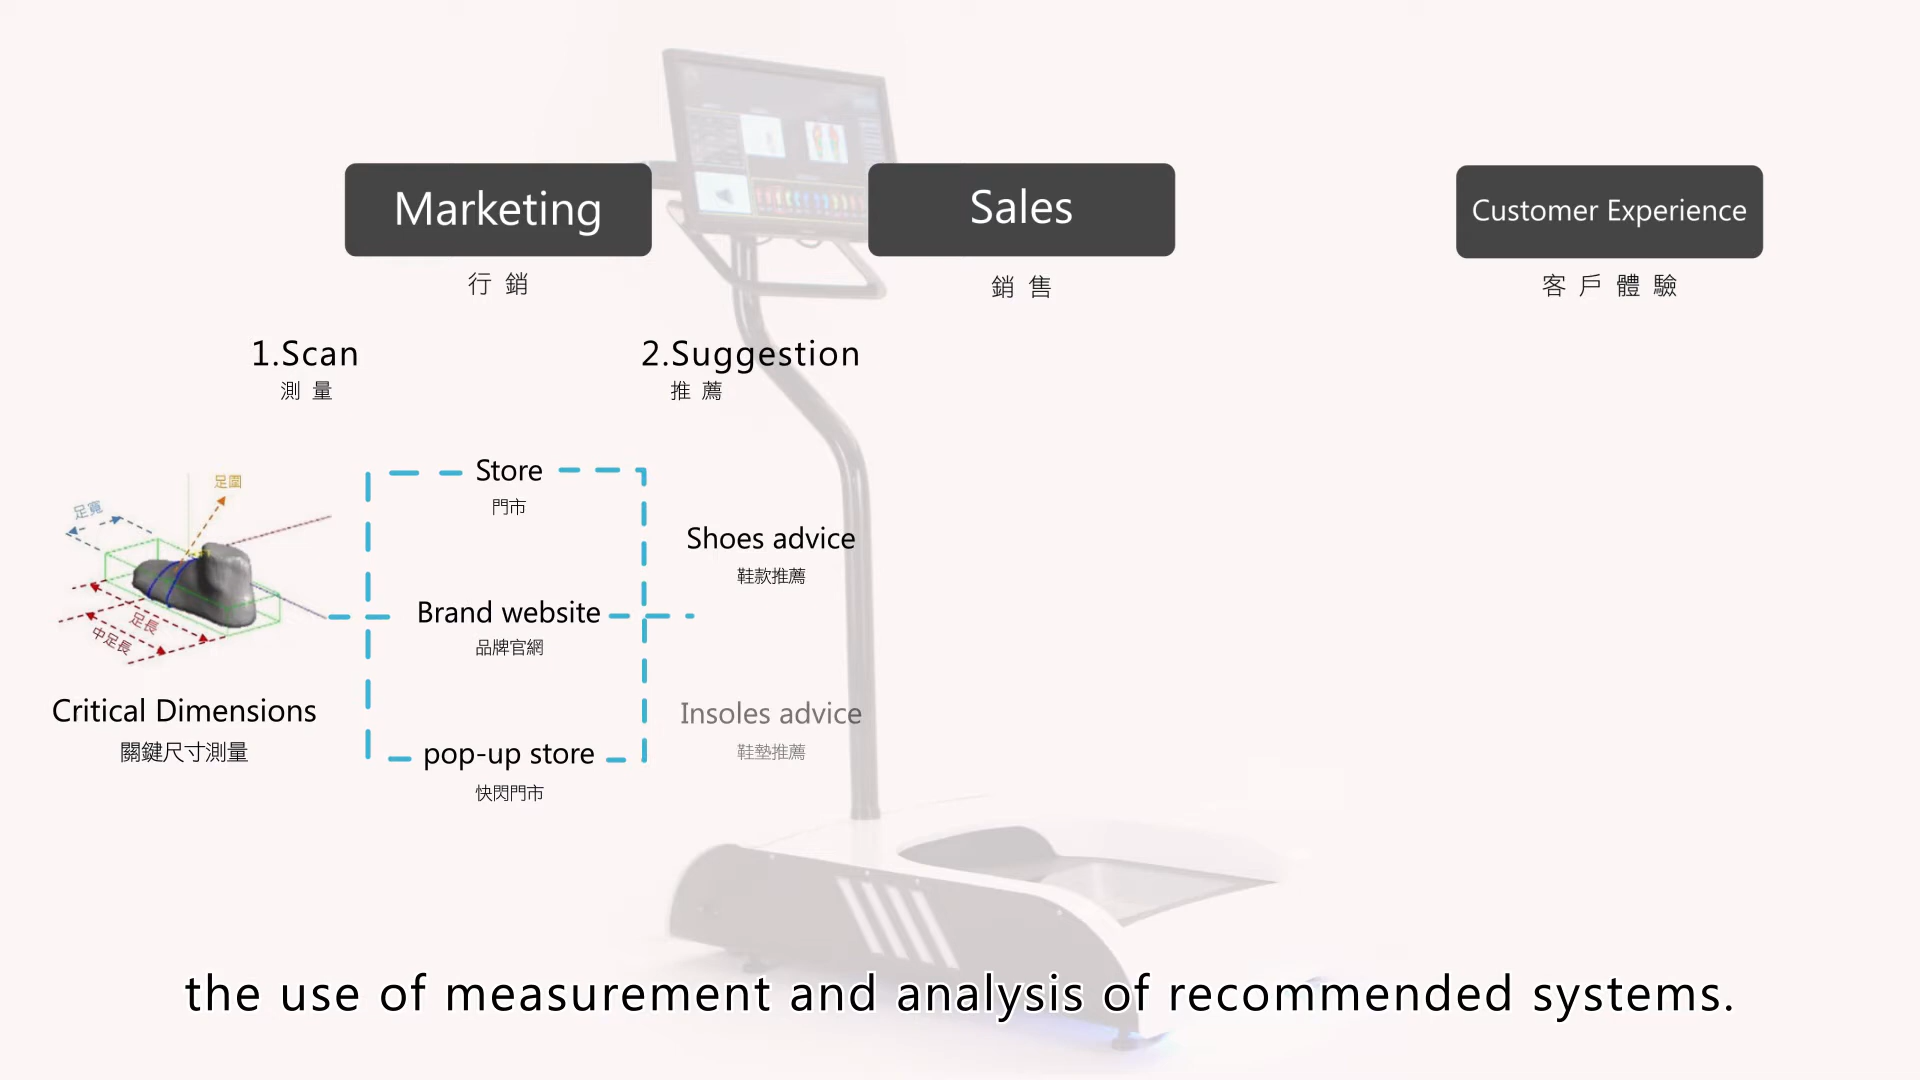 Marketing
行銷
Sales
銷售
Customer Experience
客戶體驗
1.Scan
測量
2.Suggestion
推薦
足圍
足寬
足長
中足長
Critical Dimensions
關鍵尺寸測量
Store
門市
Brand website
品牌官網
pop-up store
快閃門市
Shoes advice
鞋款推薦
Insoles advice
鞋墊推薦
the use of measurement and analysis of recommended systems.